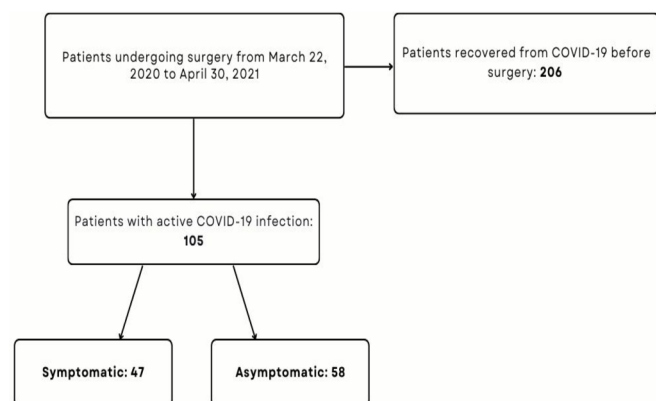 Patients undergoing surgery from March 22,
2020 to April 30, 2021
Patients recovered from COVID-19 before
surgery: 206
Patients with active COVID-19 infection:
105
Symptomatic: 47
Asymptomatic: 58